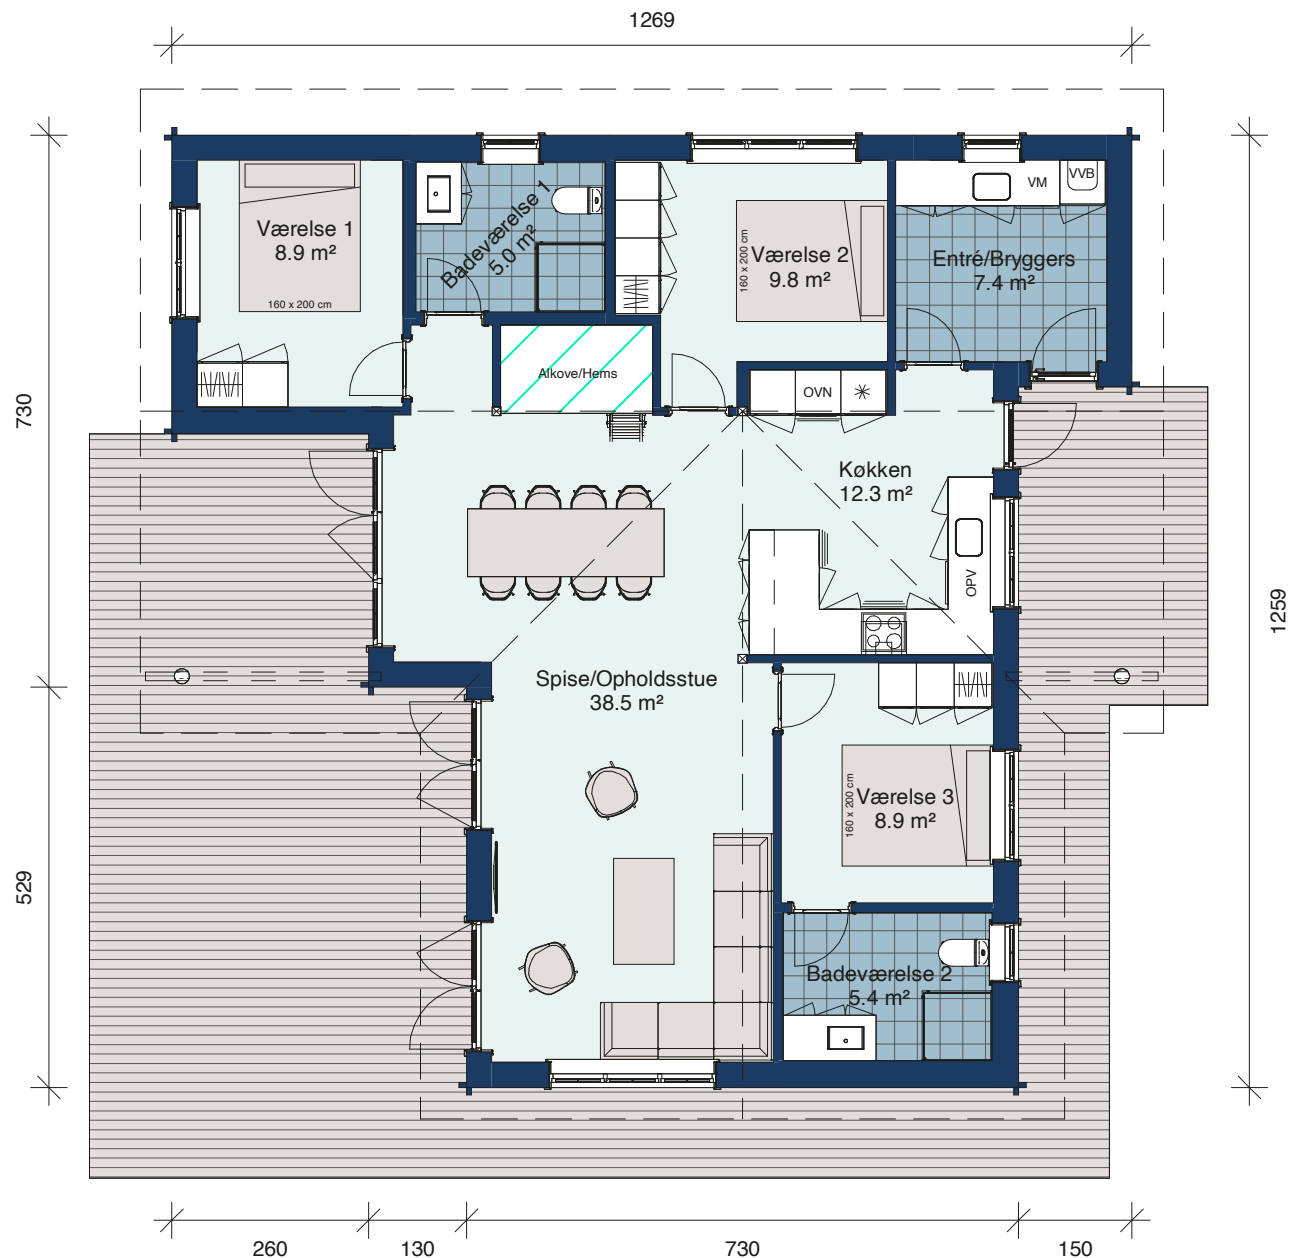 1269
Værelse 1
8.9 m²
160 x 200 cm
Badeværelse 1
5.0 m²
160 x 200 cm
Værelse 2
9.8 m²
VM
VVB
Entré/Bryggers
7.4 m²
Alkove/Hems
OVN
730
Køkken
12.3 m²
OPV
1259
Spise/Opholdsstue
38.5 m²
160 x 200 cm
Værelse 3
8.9 m²
529
Badeværelse 2
5.4 m²
260
130
730
150